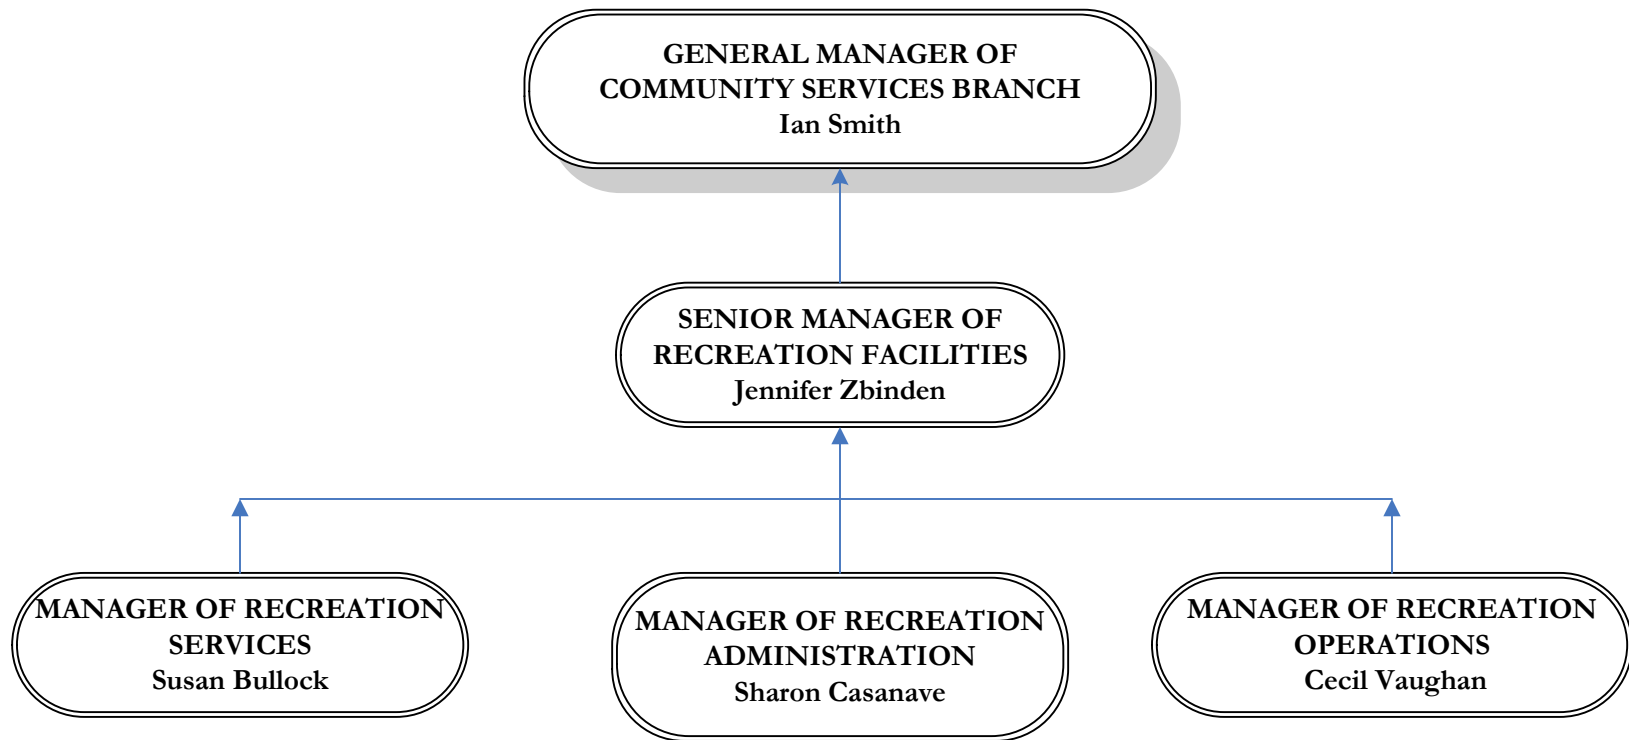 GENERAL MANAGER OF
COMMUNITY SERVICES BRANCH
Ian Smith
SENIOR MANAGER OF
RECREATION FACILITIES
Jennifer Zbinden
MANAGER OF RECREATION
SERVICES
Susan Bullock
MANAGER OF RECREATION
ADMINISTRATION
Sharon Casanave
MANAGER OF RECREATION
OPERATIONS
Cecil Vaughan